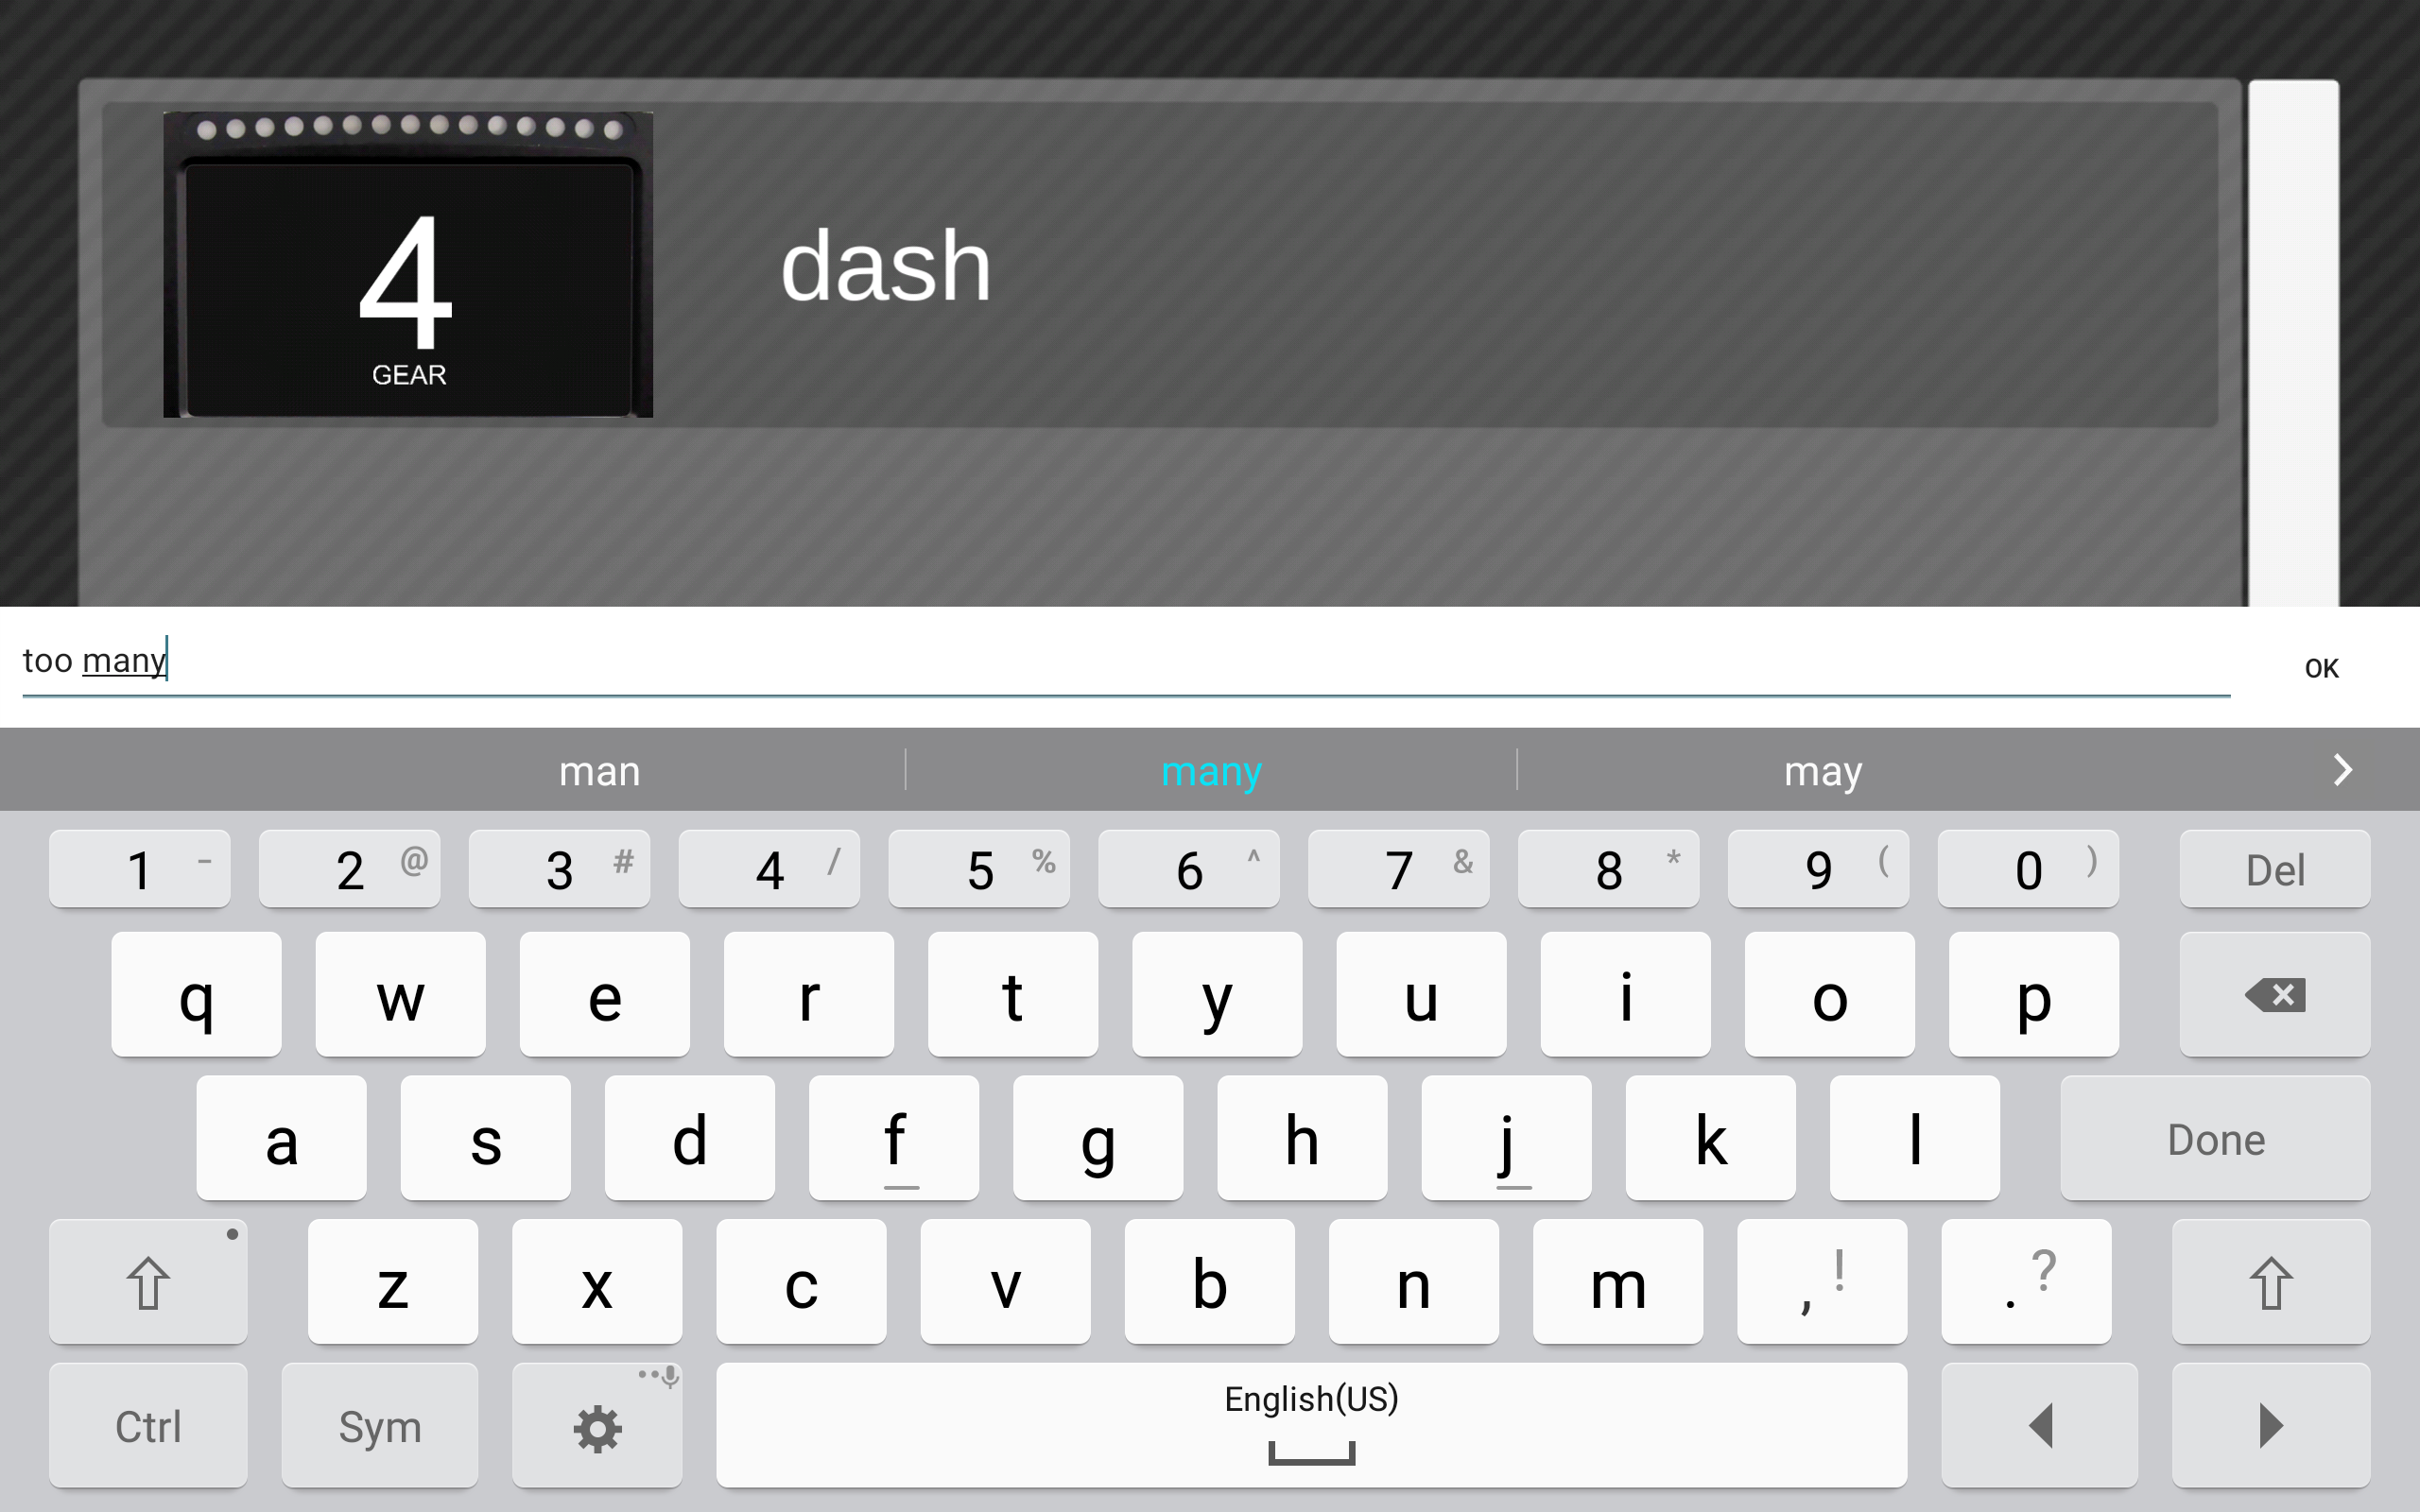 4
GEAR
dash
too many
OK
man many may
1 - 2 @ 3 # 4 / 5 % 6 ^ 7 & 8 * 9 ( 0 ) Del
q w e r t y u i o p
a s d f g h j k l Done
z x c v b n m , ! . ?
Ctrl Sym English(US)